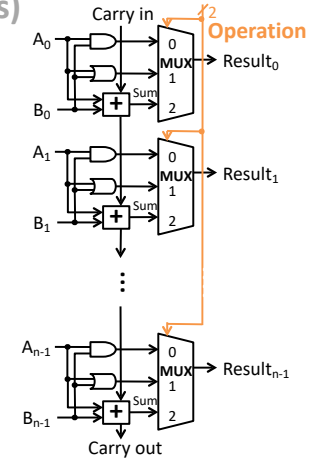 s)
Carry in
2
Operation
A0
0
MUX
1
Result0
Sum
B0
+
2
A1
0
MUX
1
Result1
Sum
B1
+
2
...
An-1
0
MUX
1
Resultn-1
Sum
Bn-1
+
2
Carry out